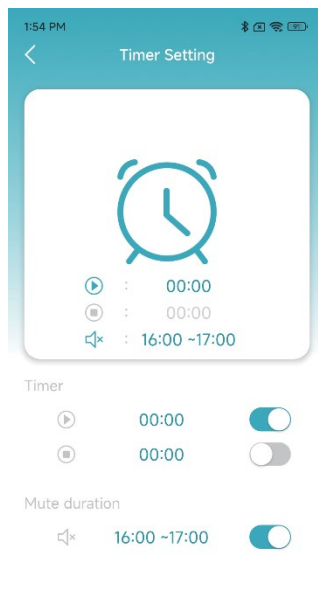 1:54 PM
Timer Setting
: 00:00
: 00:00
: 16:00 ~17:00
Timer
00:00
00:00
Mute duration
16:00 ~17:00